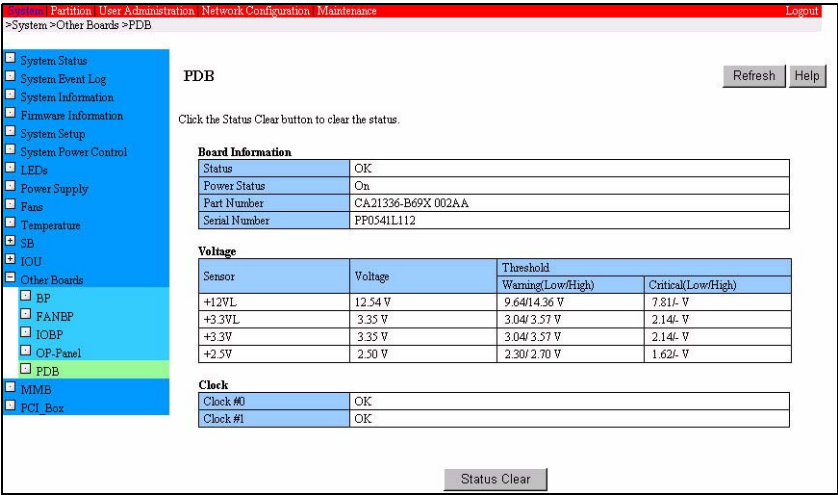 System Partition User Administration Network Configuration Maintenance Logout
>System >Other Boards >PDB
System Status
System Event Log
System Information
Firmware Information
System Setup
System Power Control
LEDs
Power Supply
Fans
Temperature
SB
IOU
Other Boards
BP
FANBP
IOBP
OP-Panel
PDB
MMB
PCI_Box
PDB
Refresh Help
Click the Status Clear button to clear the status.
Board Information
Status OK
Power Status On
Part Number CA21336-B69X 002AA
Serial Number PP0541L112
Voltage
Sensor Voltage Threshold
Warning(Low/High) Critical(Low/High)
+12VL 12.54 V 9.64/14.36 V 7.81/- V
+3.3VL 3.35 V 3.04/ 3.57 V 2.14/- V
+3.3V 3.35 V 3.04/ 3.57 V 2.14/- V
+2.5V 2.50 V 2.30/ 2.70 V 1.62/- V
Clock
Clock #0 OK
Clock #1 OK
Status Clear